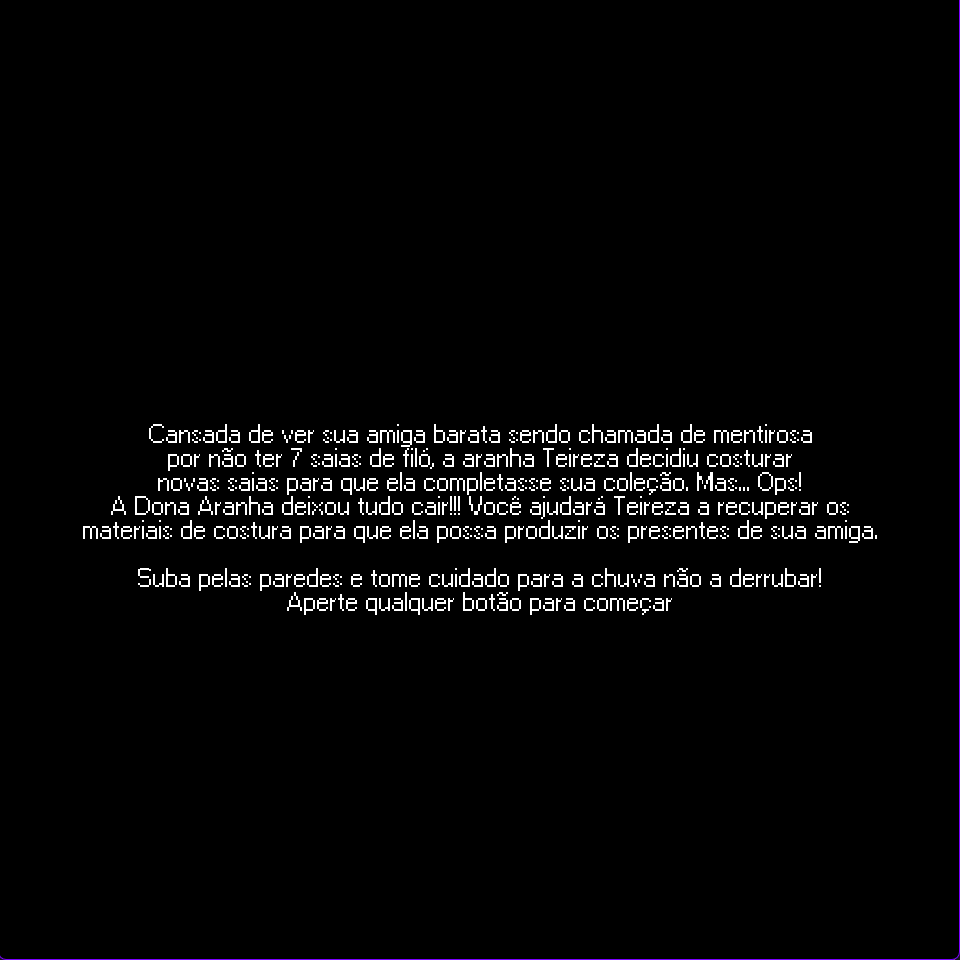 Cansada de ver sua amiga barata sendo chamada de mentirosa
por não ter 7 saias de filó, a aranha Teireza decidiu costurar
novas saias para que ela completasse sua coleção. Mas... Ops!
A Dona Aranha deixou tudo cair!!! Você ajudará Teireza a recuperar os
materiais de costura para que ela possa produzir os presentes de sua amiga.
Suba pelas paredes e tome cuidado para a chuva não a derrubar!
Aperte qualquer botão para começar